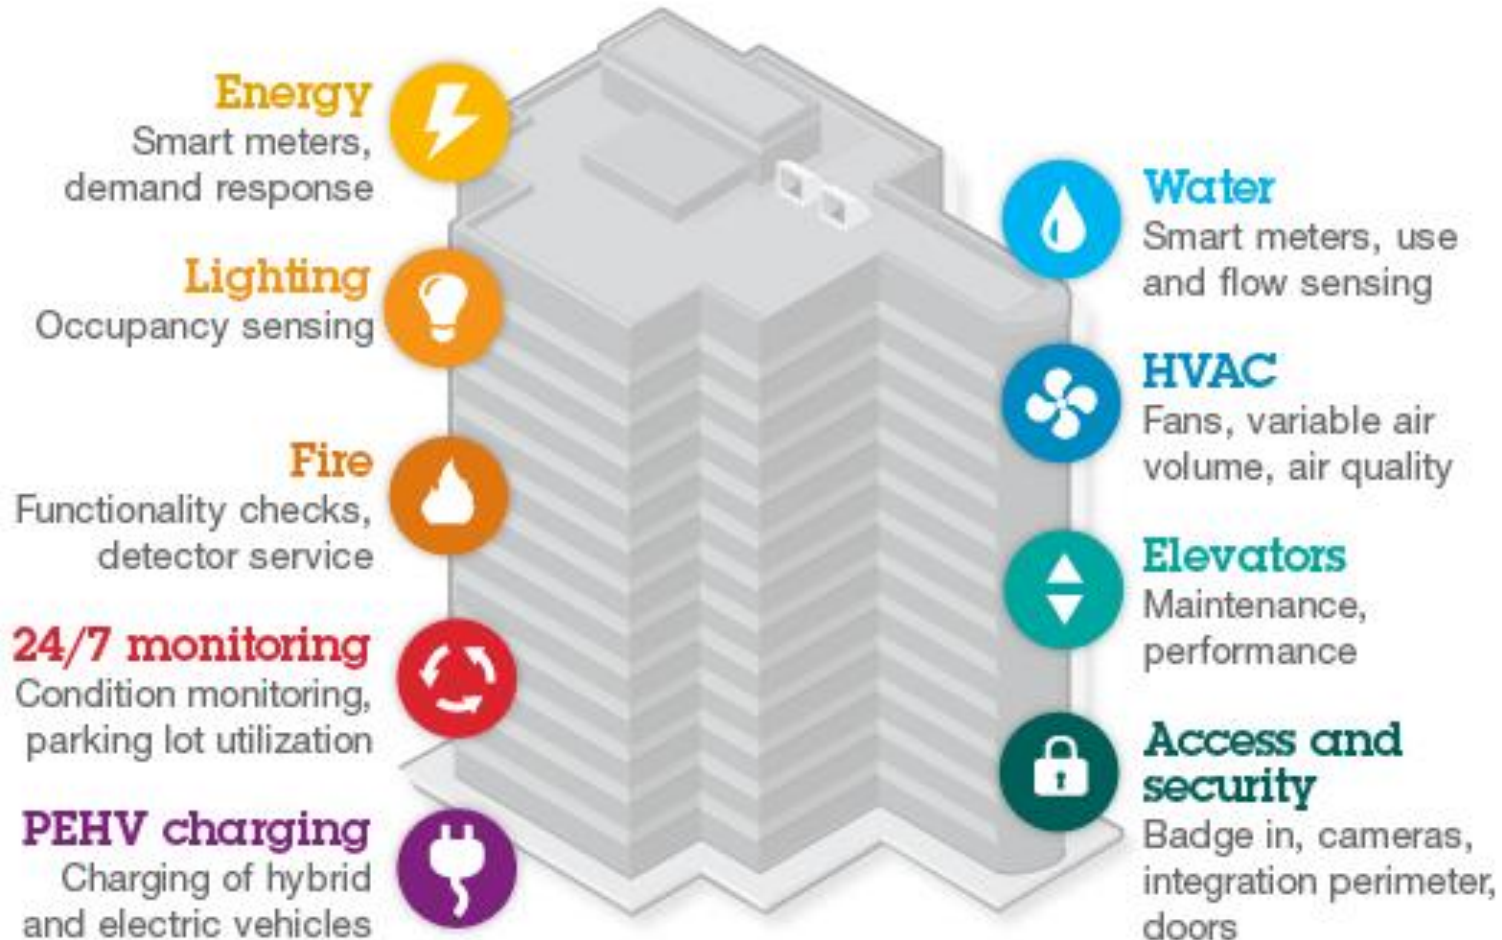 Energy
Smart meters,
demand response
Lighting
Occupancy sensing
Fire
Functionality checks,
detector service
24/7 monitoring
Condition monitoring,
parking lot utilization
PEHV charging
Charging of hybrid
and electric vehicles
Water
Smart meters, use
and flow sensing
HVAC
Fans, variable air
volume, air quality
Elevators
Maintenance,
performance
Access and
security
Badge in, cameras,
integration perimeter,
doors